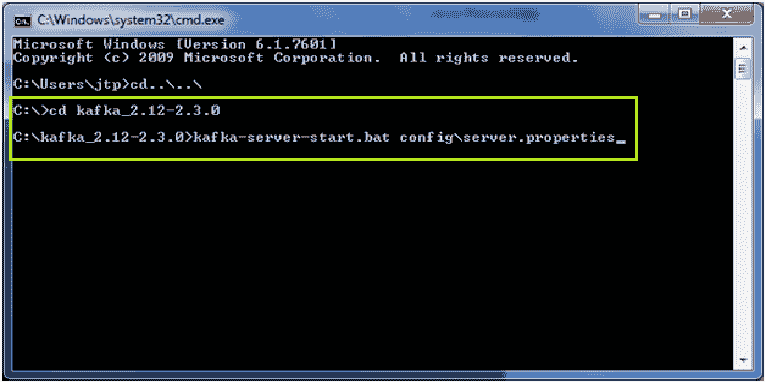 C:\Windows\system32\cmd.exe
Microsoft Windows [Version 6.1.7601]
Copyright (c) 2009 Microsoft Corporation. All rights reserved.
C:\Users\jtp>cd..\..\
C:\>cd kafka_2.12-2.3.0
C:\kafka_2.12-2.3.0>kafka-server-start.bat config\server.properties_